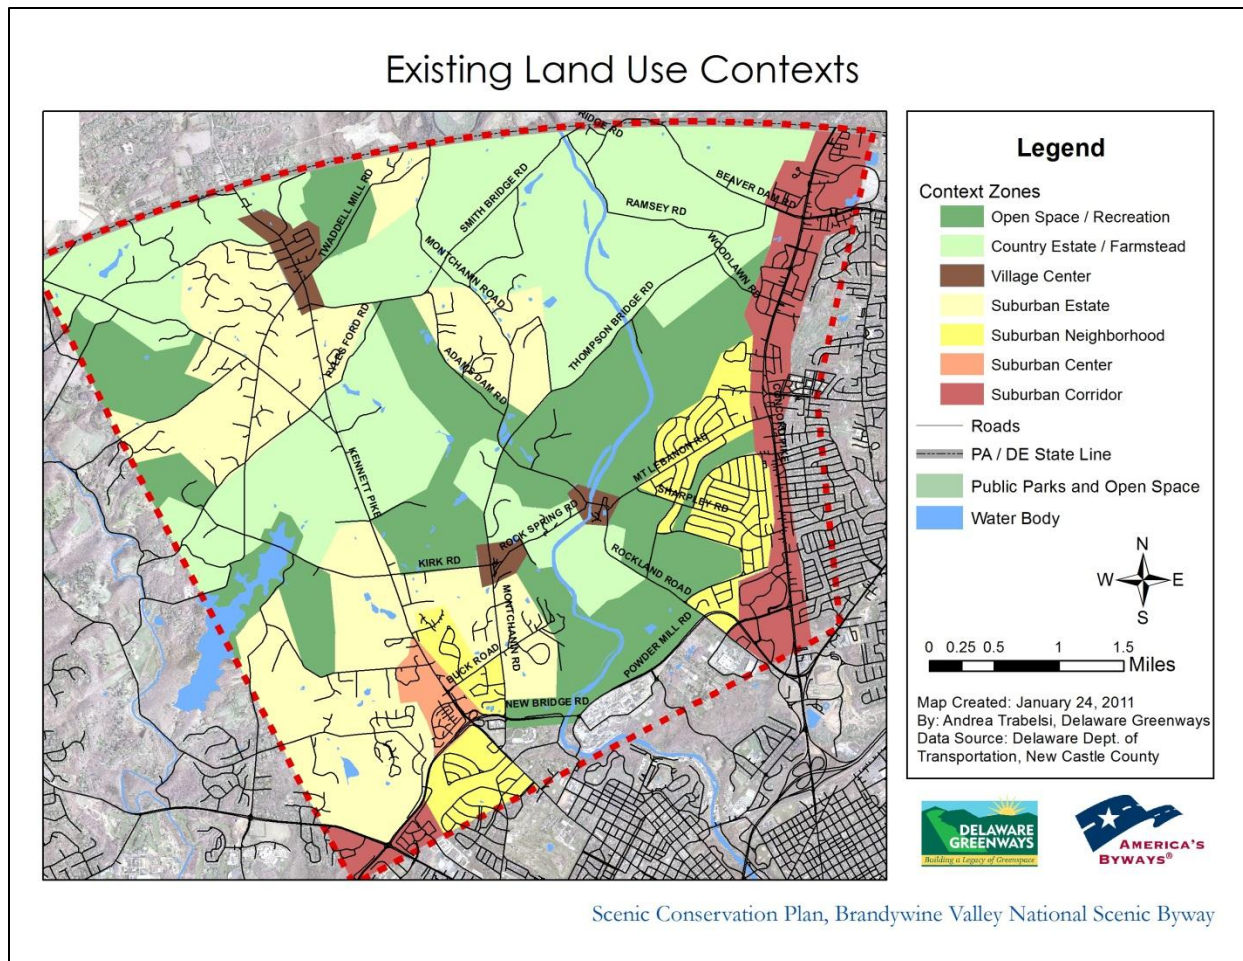 Existing Land Use Contexts
RIDGE RD
TWADDELL MILL RD
SMITH BRIDGE RD
BEAVER DAM RD
RAMSEY RD
MONTCHANIN ROAD
WOODLAWN RD
PYLES FORD RD
THOMPSON BRIDGE RD
ADAMS DAM RD
CONCORD PIKE
KENNETT PIKE
MT LEBANON RD
SHARPLEY RD
ROCK SPRING RD
KIRK RD
ROCKLAND ROAD
MONTCHANIN RD
POWDER MILL RD
BUCK ROAD
NEW BRIDGE RD
Legend
Context Zones
Open Space / Recreation
Country Estate / Farmstead
Village Center
Suburban Estate
Suburban Neighborhood
Suburban Center
Suburban Corridor
Roads
PA / DE State Line
Public Parks and Open Space
Water Body
N
W E
S
0 0.25 0.5 1 1.5
Miles
Map Created: January 24, 2011
By: Andrea Trabelsi, Delaware Greenways
Data Source: Delaware Dept. of
Transportation, New Castle County
DELAWARE
GREENWAYS
Building a Legacy of Greenspace
AMERICA'S
BYWAYS®
Scenic Conservation Plan, Brandywine Valley National Scenic Byway